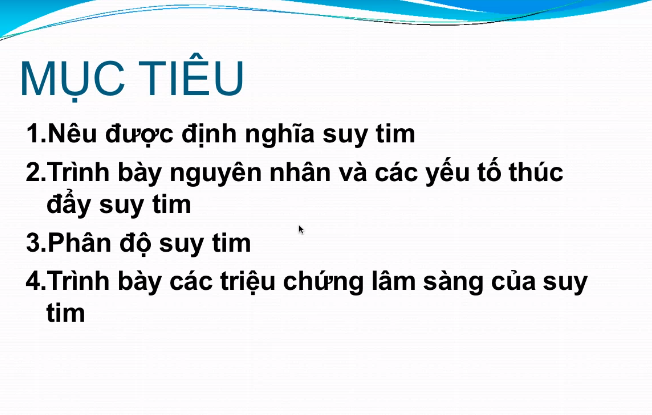 MỤC TIÊU
1.Nêu được định nghĩa suy tim
2.Trình bày nguyên nhân và các yếu tố thúc
đẩy suy tim
3.Phân độ suy tim
4.Trình bày các triệu chứng lâm sàng của suy
tim